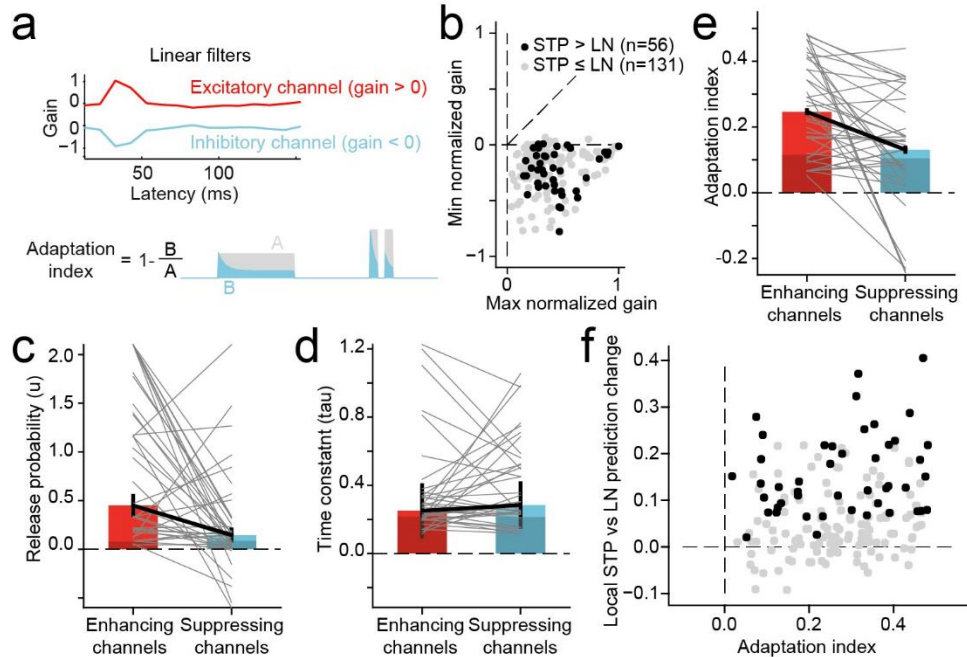 a
Linear filters
Gain
1
0
0
−1
Excitatory channel (gain > 0)
Inhibitory channel (gain < 0)
50
100
Latency (ms)
Adaptation
index
= 1-
B
A
A
B
b
STP > LN (n=56)
STP ≤ LN (n=131)
Min normalized gain
1
0
−1
0
1
Max normalized gain
c
Release probability (u)
2.0
1.5
1.0
0.5
0.0
Enhancing
channels
Suppressing
channels
d
Time constatnt (tau)
1.2
0.8
0.4
0.0
Enhancing
channels
Suppressing
channels
e
Adaptation index
0.4
0.2
0.0
-0.2
Enhancing
channels
Suppressing
channels
f
Local STP vs LN prediction change
0.4
0.3
0.2
0.1
0.0
−0.1
0.0
0.2
0.4
Adaptation index